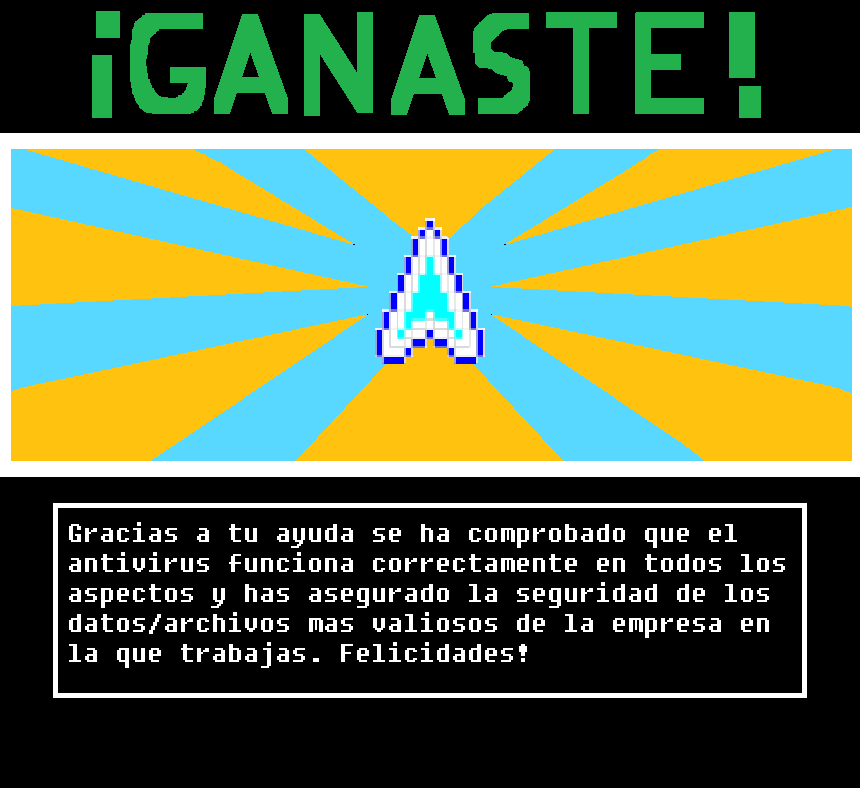 ¡GANASTE!
Gracias a tu ayuda se ha comprobado que el
antivirus funciona correctamente en todos los
aspectos y has asegurado la seguridad de los
datos/archivos mas valiosos de la empresa en
la que trabajas. Felicidades!